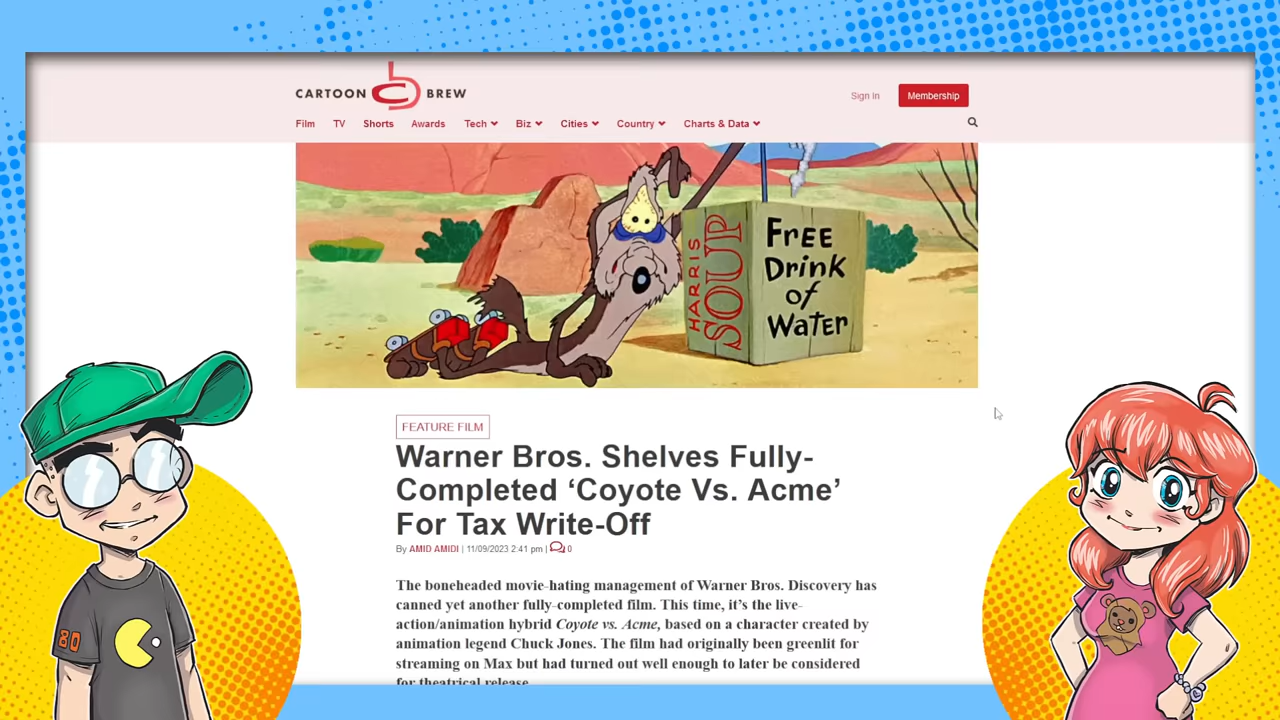 CARTOON BREW
Sign In
Membership
Film TV Shorts Awards Tech Biz Cities Country Charts & Data
HARRIS
SOUP
FREE
Drink
of
Water
FEATURE FILM
Warner Bros. Shelves Fully-
Completed ‘Coyote Vs. Acme’
For Tax Write-Off
By AMID AMIDI | 11/09/2023 2:41 pm | 0
The boneheaded movie-hating management of Warner Bros. Discovery has
canned yet another fully-completed film. This time, it’s the live-
action/animation hybrid Coyote vs. Acme, based on a character created by
animation legend Chuck Jones. The film had originally been greenlit for
streaming on Max but had turned out well enough to later be considered
for theatrical release.
80